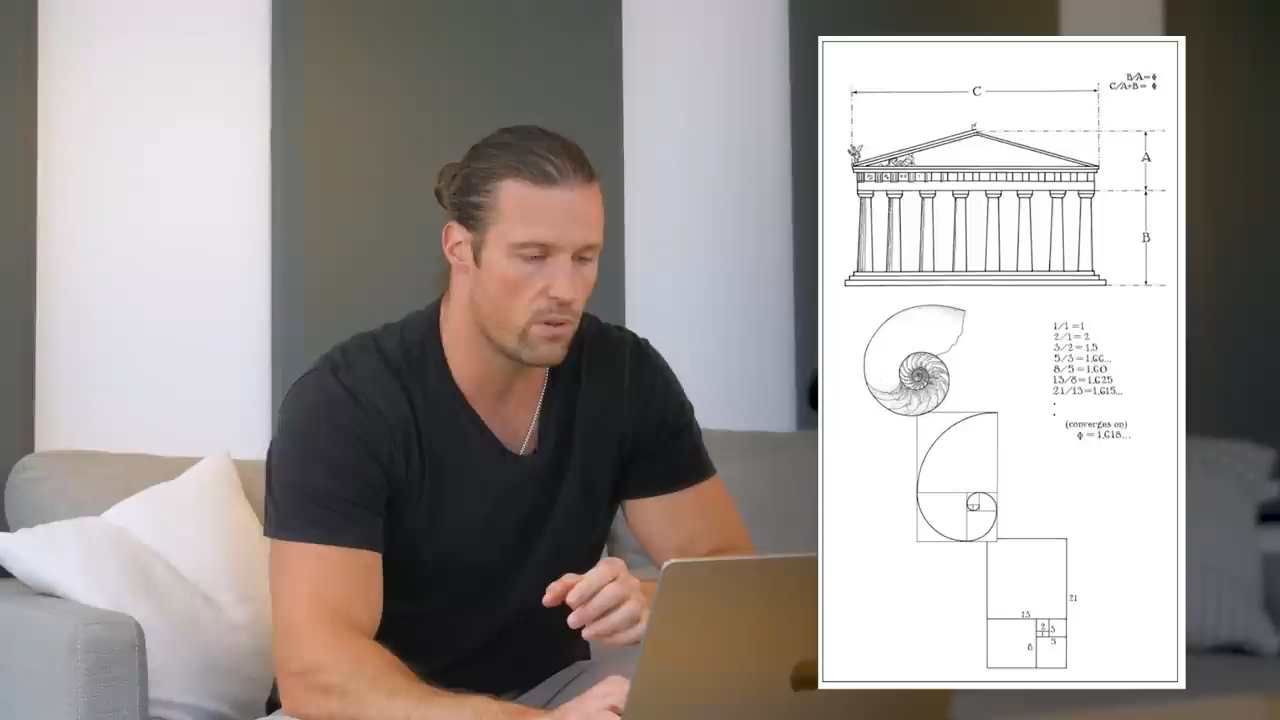 B/A=ϕ
C/A+B= ϕ
C
A
B
1/1=1
2/1=2
3/2=1.5
5/3=1.66...
8/5=1.60
13/8=1.625
21/13=1.615...
.
.
(converges on)
ϕ=1.618...
21
13
2
3
1
5
8